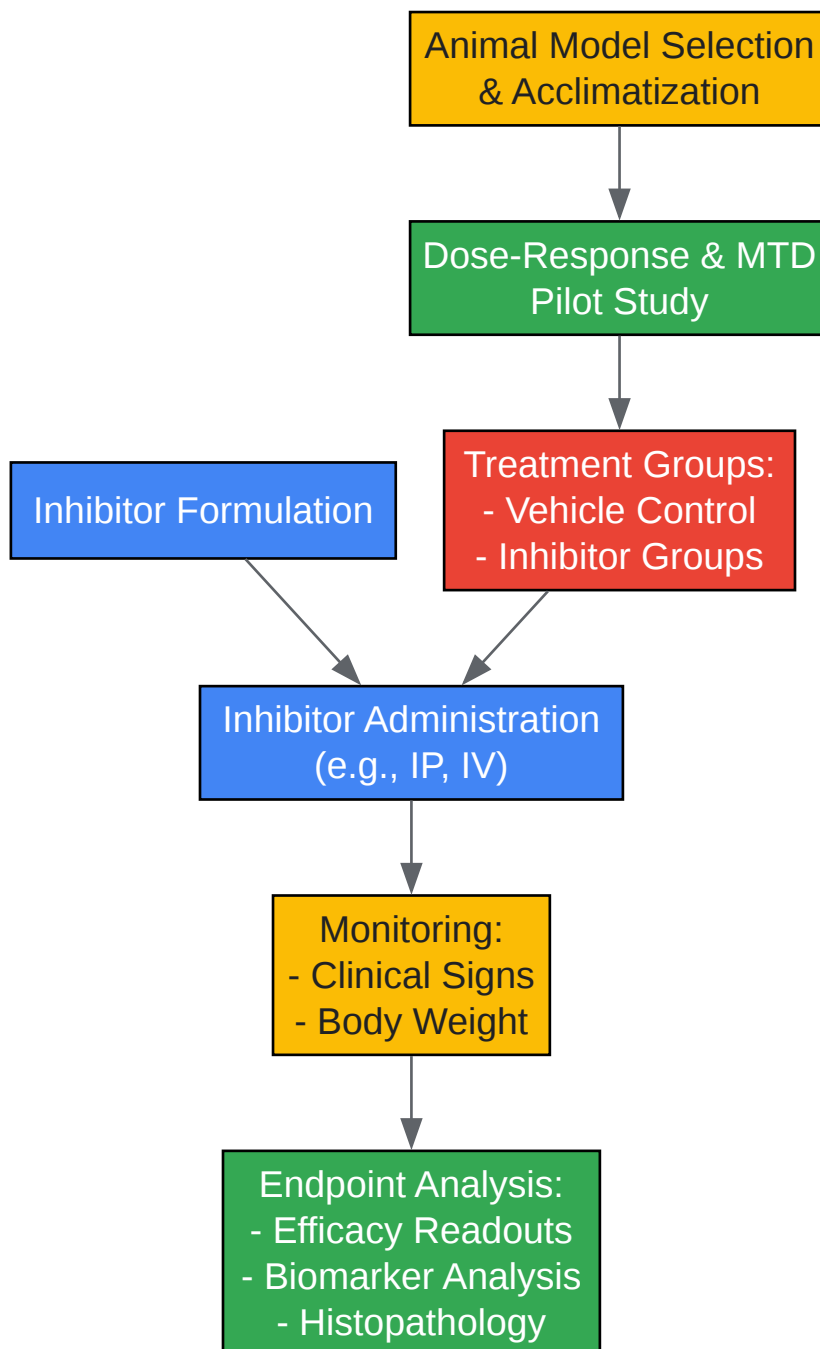 Animal Model Selection
& Acclimatization
Dose-Response & MTD
Pilot Study
Treatment Groups:
- Vehicle Control
- Inhibitor Groups
Inhibitor Formulation
Inhibitor Administration
(e.g., IP, IV)
Monitoring:
- Clinical Signs
- Body Weight
Endpoint Analysis:
- Efficacy Readouts
- Biomarker Analysis
- Histopathology